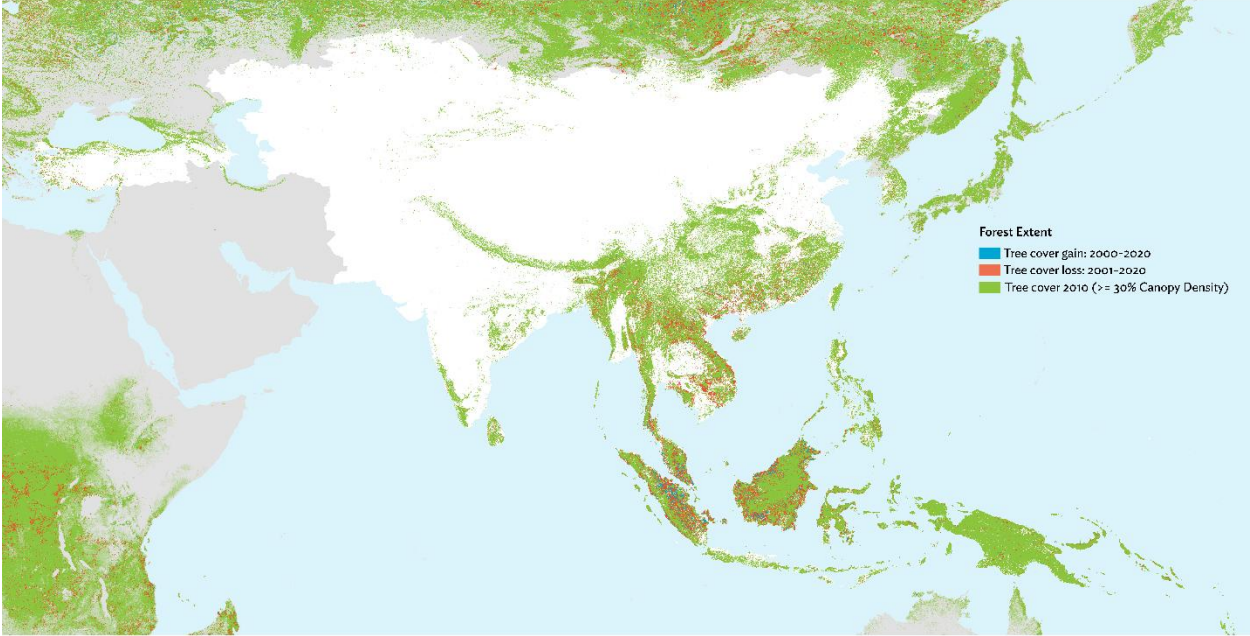 Forest Extent
Tree cover gain: 2000-2020
Tree cover loss: 2001-2020
Tree cover 2010 (>= 30% Canopy Density)